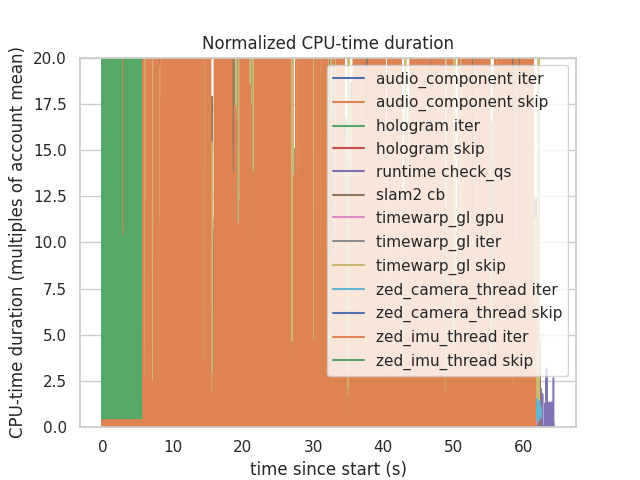 Normalized CPU-time duration
CPU-time duration (multiples of account mean)
20.0
17.5
15.0
12.5
10.0
7.5
5.0
2.5
0.0
audio_component iter
audio_component skip
hologram iter
hologram skip
runtime check_qs
slam2 cb
timewarp_gl gpu
timewarp_gl iter
timewarp_gl skip
zed_camera_thread iter
zed_camera_thread skip
zed_imu_thread iter
zed_imu_thread skip
0 10 20 30 40 50 60
time since start (s)